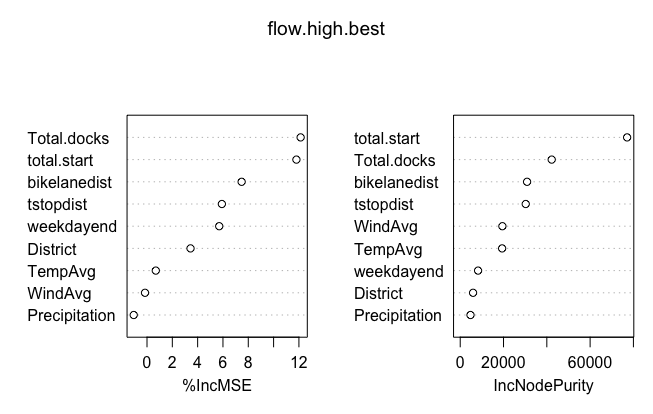 flow.high.best
Total.docks
total.start
bikelanedist
tstopdist
weekdayend
District
TempAvg
WindAvg
Precipitation
0 2 4 6 8 12
%IncMSE
total.start
Total.docks
bikelanedist
tstopdist
WindAvg
TempAvg
weekdayend
District
Precipitation
0 20000 60000
IncNodePurity